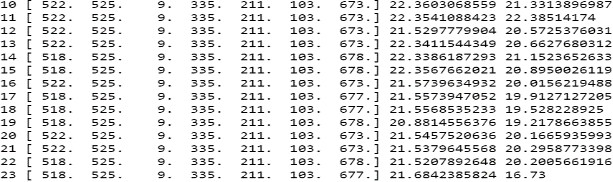 10 [ 522. 525. 9. 335. 211. 103. 673.] 22.3603068559 21.3313896987
11 [ 522. 525. 9. 335. 211. 103. 673.] 22.3541088423 22.38514174
12 [ 522. 525. 9. 335. 211. 103. 673.] 21.5297779904 20.5725376031
13 [ 522. 525. 9. 335. 211. 103. 673.] 22.3411544349 20.6627680312
14 [ 518. 525. 9. 335. 211. 103. 678.] 22.3386187293 21.1523652633
15 [ 518. 525. 9. 335. 211. 103. 678.] 22.3567662021 20.8950026119
16 [ 522. 525. 9. 335. 211. 103. 673.] 21.5739634932 20.0156219488
17 [ 518. 525. 9. 335. 211. 103. 677.] 21.5573947052 19.9127127205
18 [ 518. 525. 9. 335. 211. 103. 677.] 21.5568535233 19.528228925
19 [ 518. 525. 9. 335. 211. 103. 678.] 20.8814556376 19.2178663855
20 [ 522. 525. 9. 335. 211. 103. 673.] 21.5457520636 20.1665935993
21 [ 522. 525. 9. 335. 211. 103. 673.] 21.5379645568 20.2958773398
22 [ 518. 525. 9. 335. 211. 103. 678.] 21.5207892648 20.2005661916
23 [ 518. 525. 9. 335. 211. 103. 677.] 21.6842385824 16.73